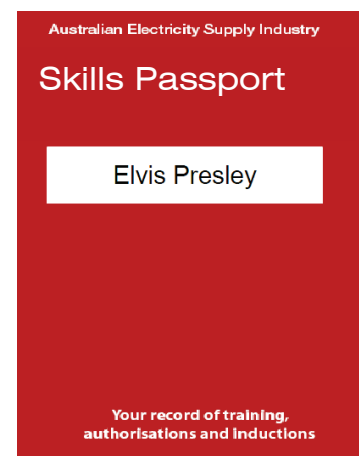 Australian Electricity Supply Industry
Skills Passport
Elvis Presley
Your record of training,
authorisations and inductions